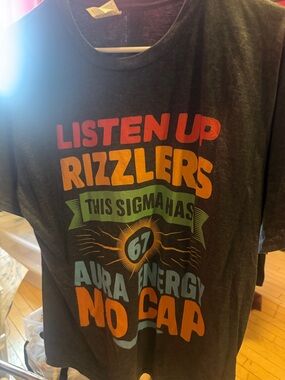 LISTEN UP
RIZZLERS
THIS SIGMA HAS
67
AURA ENERGY
NO CAP